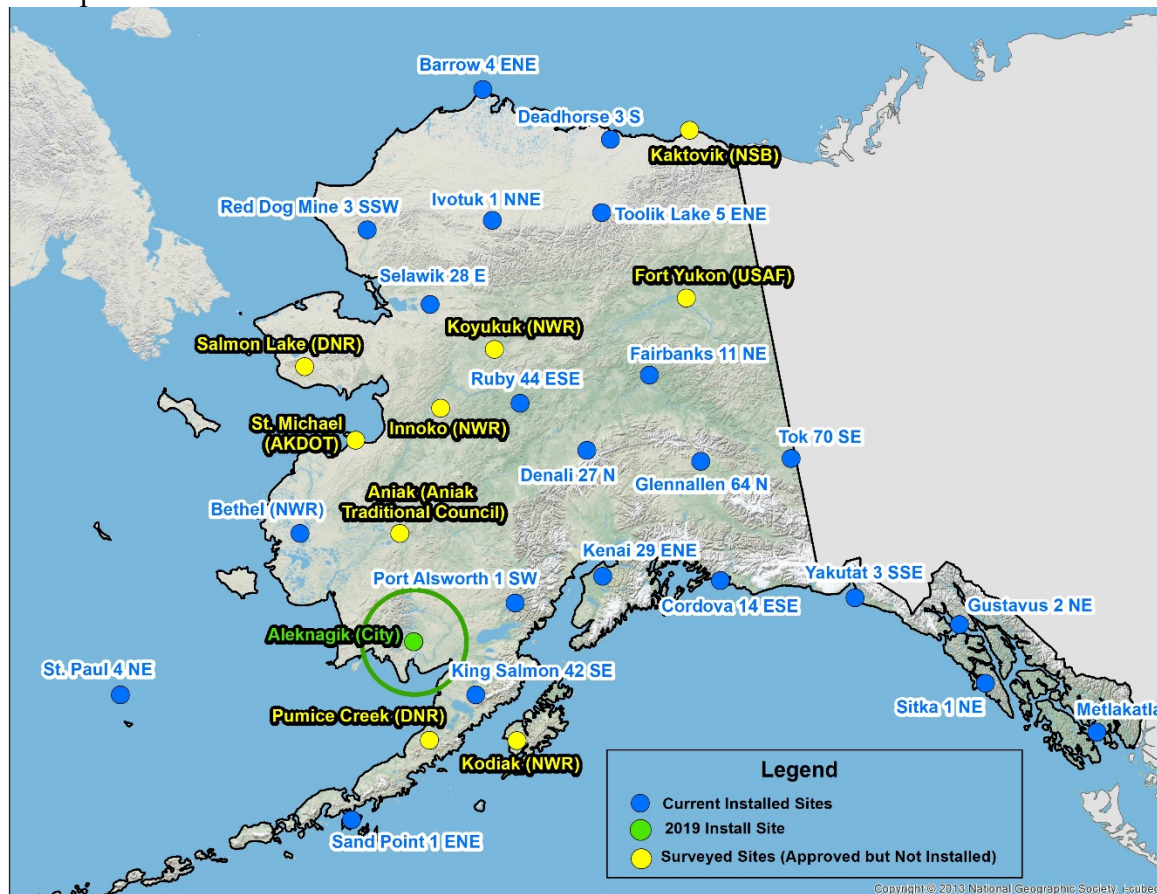 Barrow 4 ENE
Deadhorse 3 S
Kaktovik (NSB)
Red Dog Mine 3 SSW
Ivotuk 1 NNE
Toolik Lake 5 ENE
Selawik 28 E
Fort Yukon (USAF)
Koyukuk (NWR)
Salmon Lake (DNR)
Fairbanks 11 NE
Ruby 44 ESE
St. Michael
(AKDOT)
Innoko (NWR)
Tok 70 SE
Denali 27 N
Glennallen 64 N
Aniak (Aniak
Traditional Council)
Bethel (NWR)
Kenai 29 ENE
Port Alsworth 1 SW
Yakutat 3 SSE
Cordova 14 ESE
Gustavus 2 NE
Aleknagik (City)
St. Paul 4 NE
King Salmon 42 SE
Sitka 1 NE
Metlakatla
Pumice Creek (DNR)
Kodiak (NWR)
Sand Point 1 ENE
Legend
Current Installed Sites
2019 Install Site
Surveyed Sites (Approved but Not Installed)
Copyright © 2013 National Geographic Society, i-cubed